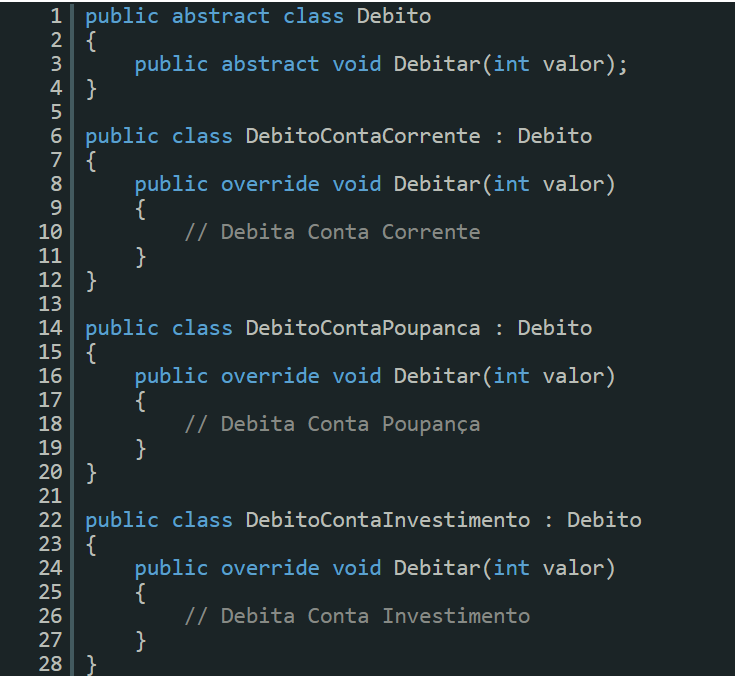 1 public abstract class Debito
2 {
3     public abstract void Debitar(int valor);
4 }
5
6 public class DebitoContaCorrente : Debito
7 {
8     public override void Debitar(int valor)
9     {
10         // Debita Conta Corrente
11     }
12 }
13
14 public class DebitoContaPoupanca : Debito
15 {
16     public override void Debitar(int valor)
17     {
18         // Debita Conta Poupança
19     }
20 }
21
22 public class DebitoContaInvestimento : Debito
23 {
24     public override void Debitar(int valor)
25     {
26         // Debita Conta Investimento
27     }
28 }